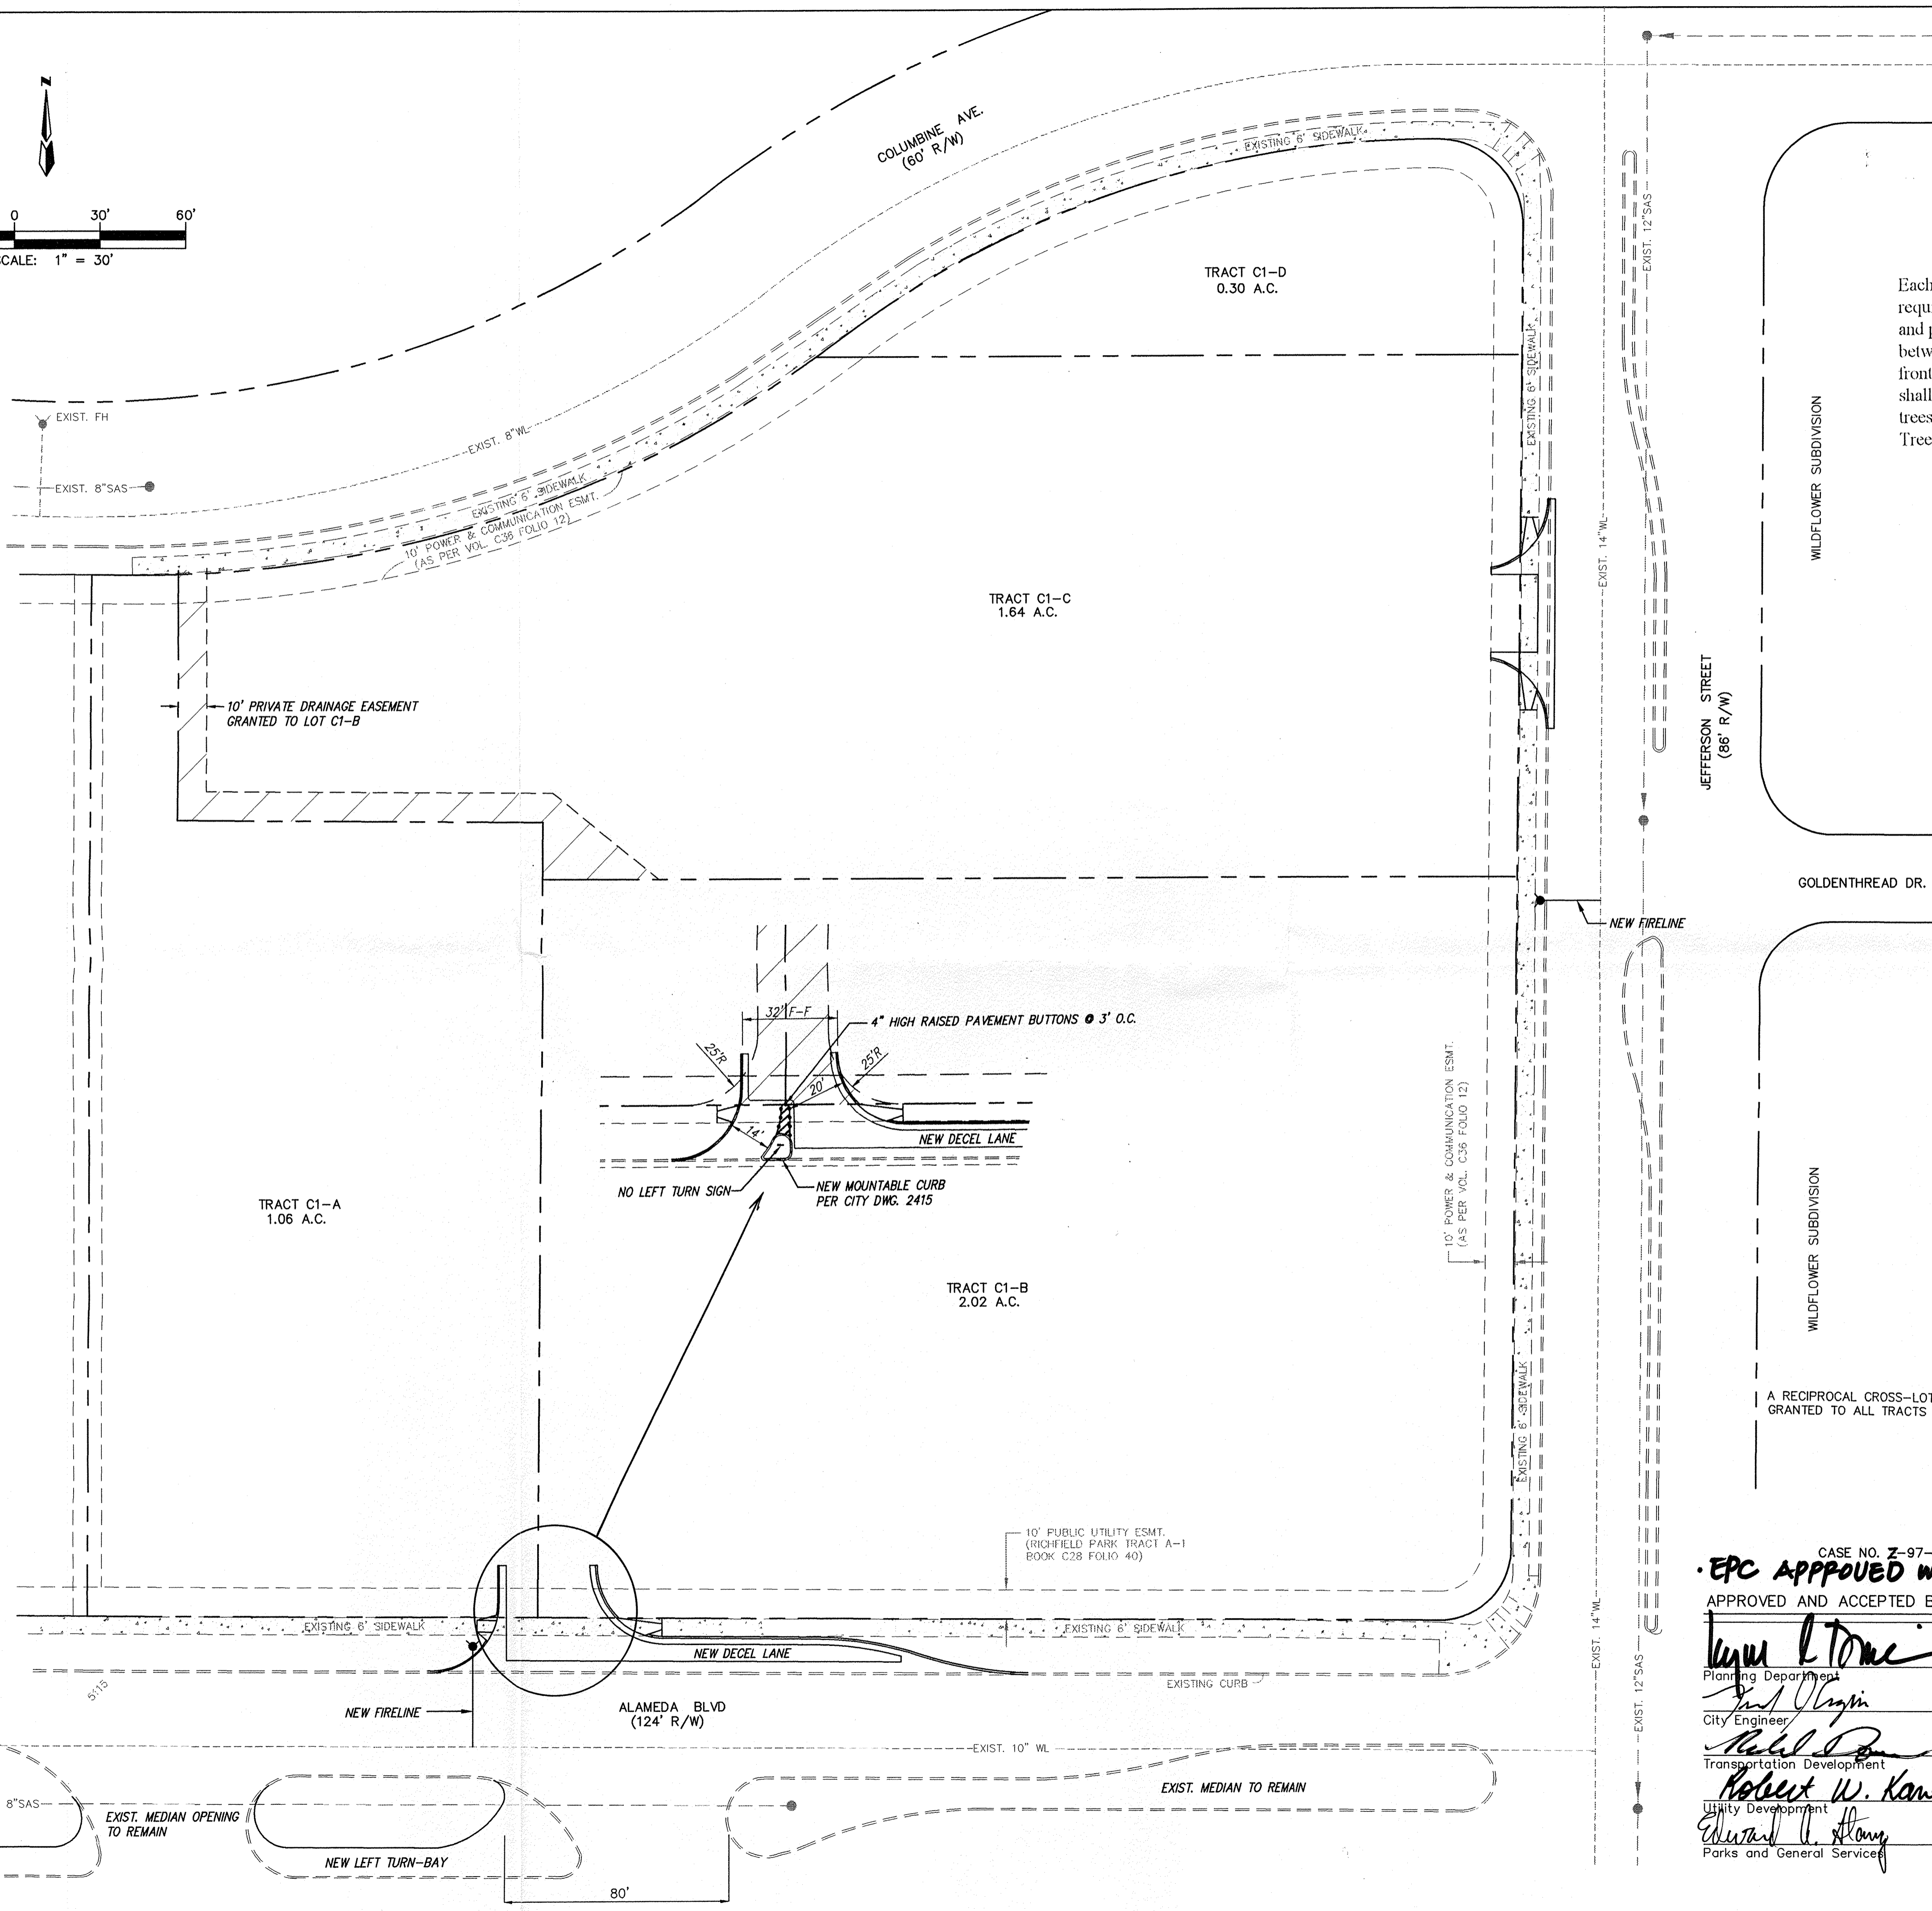 N
0 30' 60'
SCALE: 1" = 30'
COLUMBINE AVE.
(60' R/W)
EXISTING 6' SIDEWALK
TRACT C1-D
0.30 A.C.
EXIST. 12"SAS
EXISTING 6' SIDEWALK
EXIST. 14"WL
EXIST. FH
EXIST. 8"SAS
EXIST. 8"WL
EXISTING 6' SIDEWALK
10' POWER & COMMUNICATION ESMT.
(AS PER VOL. C36 FOLIO 12)
TRACT C1-C
1.64 A.C.
10' PRIVATE DRAINAGE EASEMENT
GRANTED TO LOT C1-B
WILDFLOWER SUBDIVISION
JEFFERSON STREET
(86' R/W)
Each
requ
and p
betw
front
shall
trees
Tree
GOLDENTHREAD DR.
NEW FIRELINE
32' F-F
4" HIGH RAISED PAVEMENT BUTTONS @ 3' O.C.
25'R
25'R
20'
14'
NEW DECEL LANE
NO LEFT TURN SIGN
NEW MOUNTABLE CURB
PER CITY DWG. 2415
TRACT C1-A
1.06 A.C.
TRACT C1-B
2.02 A.C.
10' POWER & COMMUNICATION ESMT.
(AS PER VOL. C36 FOLIO 12)
EXISTING 6' SIDEWALK
WILDFLOWER SUBDIVISION
A RECIPROCAL CROSS-LOT
GRANTED TO ALL TRACTS
10' PUBLIC UTILITY ESMT.
(RICHFIELD PARK TRACT A-1
BOOK C28 FOLIO 40)
EXISTING 6' SIDEWALK
EXISTING 6' SIDEWALK
NEW DECEL LANE
EXISTING CURB
5115
NEW FIRELINE
ALAMEDA BLVD
(124' R/W)
EXIST. 10" WL
EXIST. 14"WL
EXIST. 12"SAS
8"SAS
EXIST. MEDIAN OPENING
TO REMAIN
NEW LEFT TURN-BAY
EXIST. MEDIAN TO REMAIN
80'
CASE NO. Z-97-
• EPC APPROVED W
APPROVED AND ACCEPTED B
Planning Department
City Engineer
Transportation Development
Robert W. Kan
Utility Development
Edward
Parks and General Services